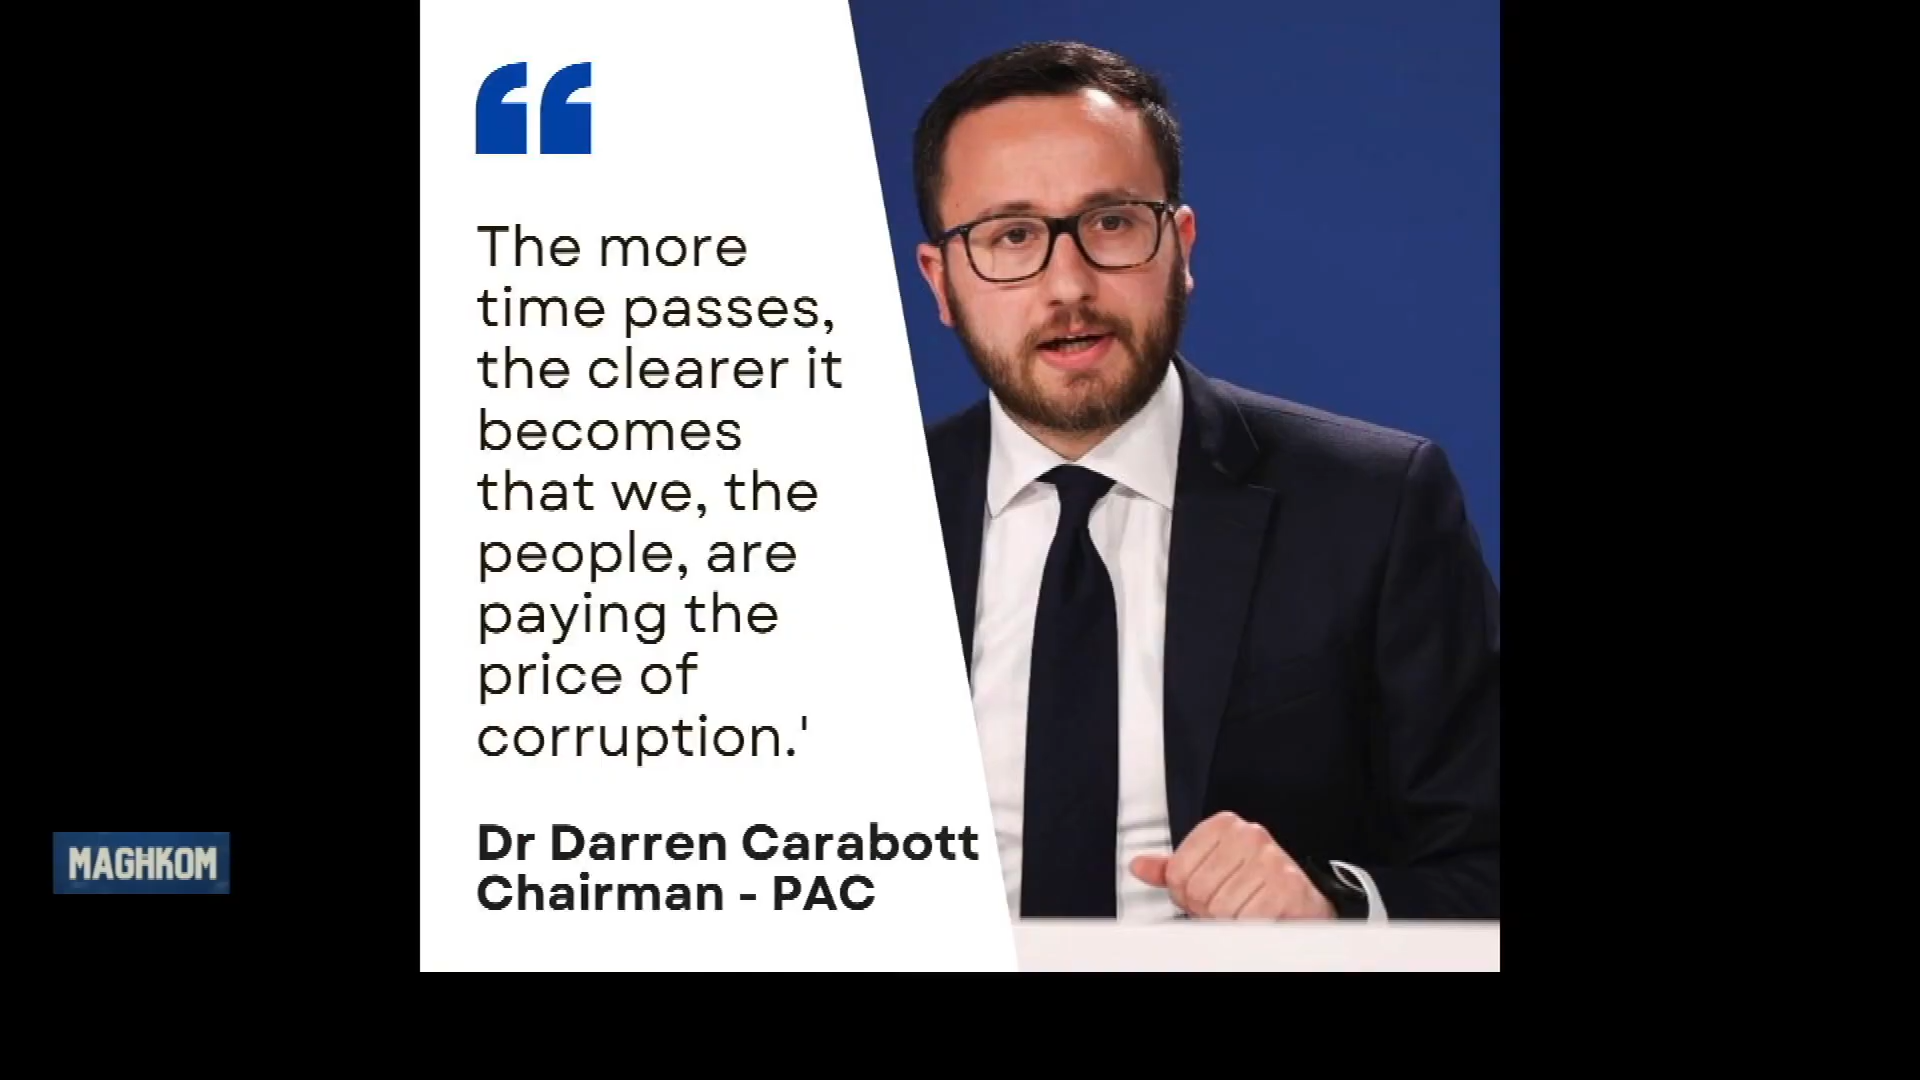 “
The more
time passes,
the clearer it
becomes
that we, the
people, are
paying the
price of
corruption.'
Dr Darren Carabott
Chairman - PAC
MAGĦKOM